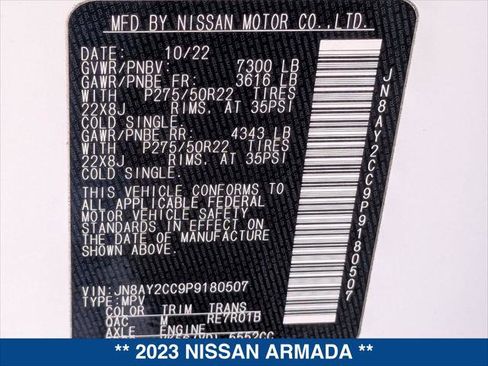 MFD BY NISSAN MOTOR CO.,LTD.
DATE: 10/22
GVWR/PNBV: 7300 LB
GAWR/PNBE FR: 3616 LB
WITH P275/50R22 TIRES
22X8J RIMS, AT 35PSI
COLD SINGLE.
GAWR/PNBE RR: 4343 LB
WITH P275/50R22 TIRES
22X8J RIMS, AT 35PSI
COLD SINGLE.
THIS VEHICLE CONFORMS TO
ALL APPLICABLE FEDERAL
MOTOR VEHICLE SAFETY
STANDARDS IN EFFECT ON
THE DATE OF MANUFACTURE
SHOWN ABOVE.
VIN:JN8AY2CC9P9180507
TYPE:MPV
COLOR TRIM TRANS
QAC M RE7R01B
AXLE ENGINE
5552CC
JN8AY2CC9P9180507
** 2023 NISSAN ARMADA **